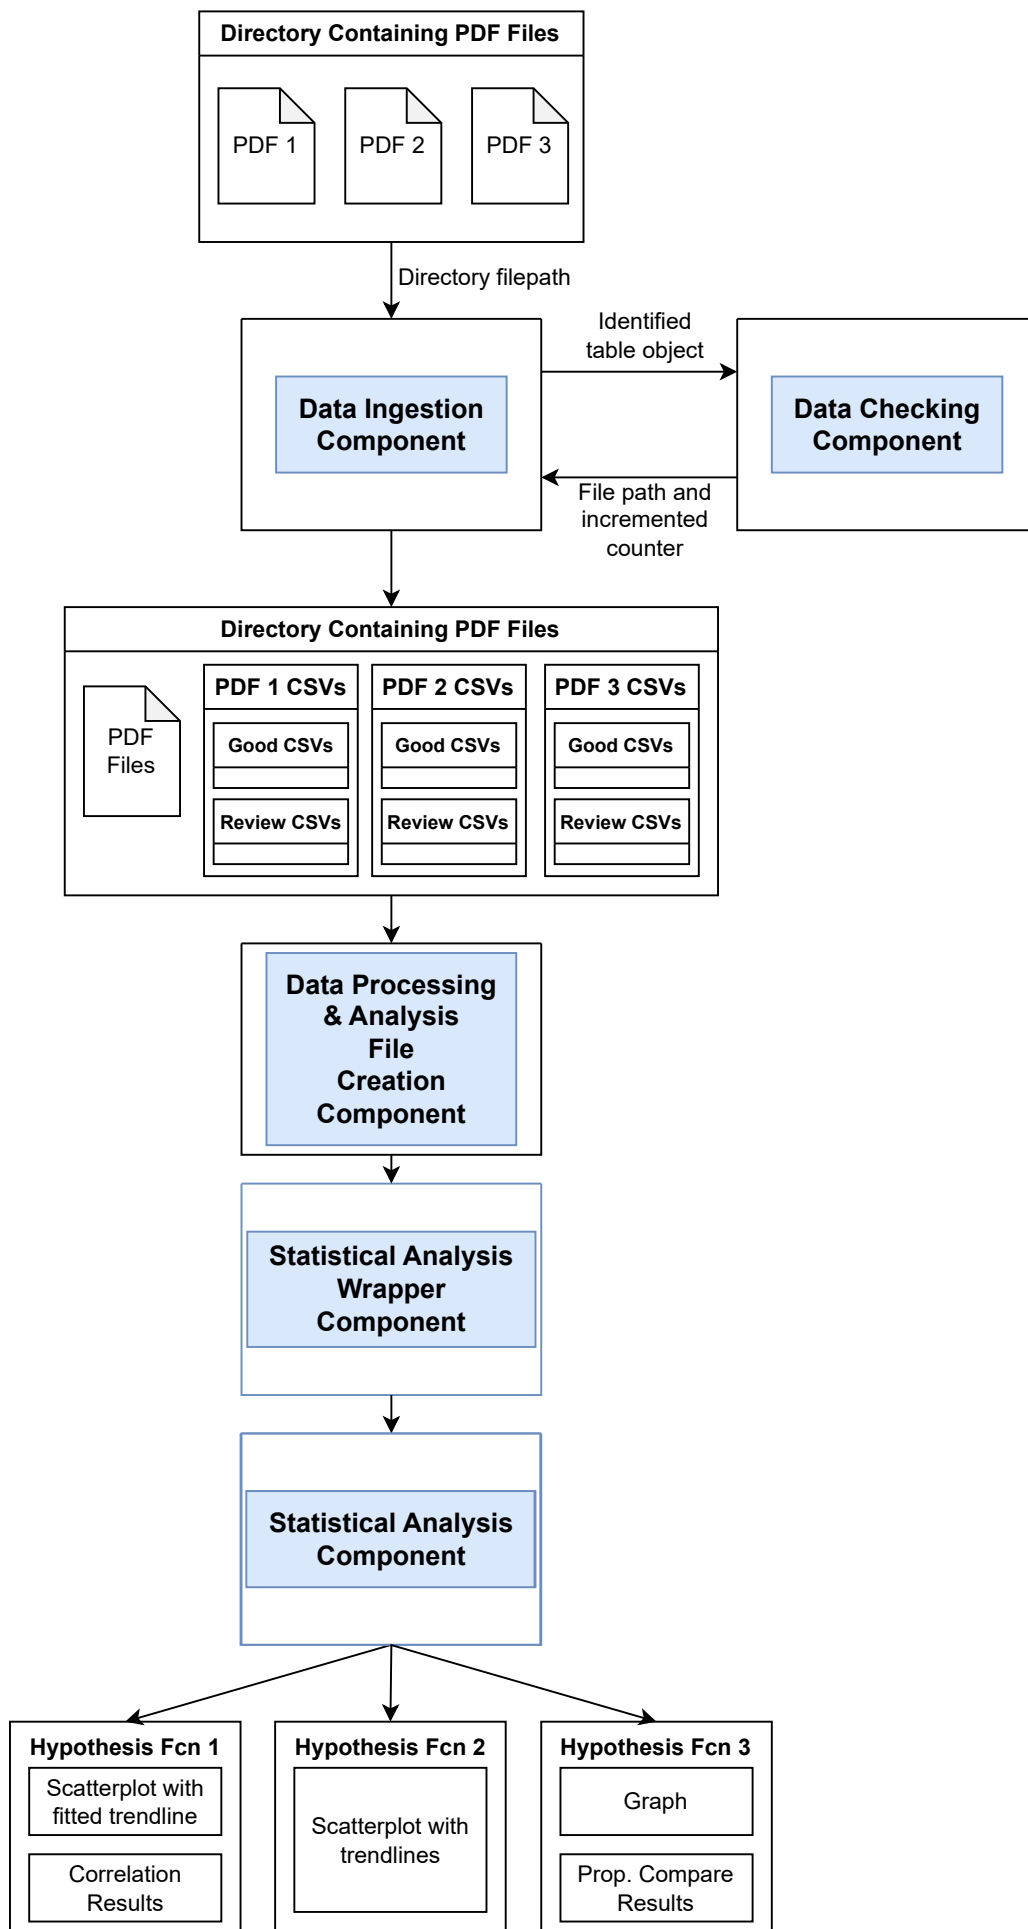 Directory Containing PDF Files
PDF 1
PDF 2
PDF 3
Directory filepath
Identified
table object
Data Ingestion
Component
Data Checking
Component
File path and
incremented
counter
Directory Containing PDF Files
PDF
Files
PDF 1 CSVs
Good CSVs
Review CSVs
PDF 2 CSVs
Good CSVs
Review CSVs
PDF 3 CSVs
Good CSVs
Review CSVs
Data Processing
& Analysis
File
Creation
Component
Statistical Analysis
Wrapper
Component
Statistical Analysis
Component
Hypothesis Fcn 1
Scatterplot with
fitted trendline
Correlation
Results
Hypothesis Fcn 2
Scatterplot with
trendlines
Hypothesis Fcn 3
Graph
Prop. Compare
Results